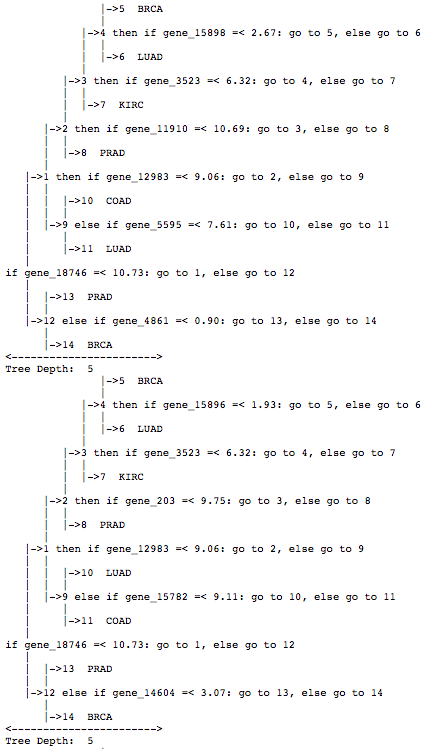 |->5  BRCA
|->4 then if gene_15898 =< 2.67: go to 5, else go to 6
|->6  LUAD
|->3 then if gene_3523 =< 6.32: go to 4, else go to 7
|->7  KIRC
|->2 then if gene_11910 =< 10.69: go to 3, else go to 8
|->8  PRAD
|->1 then if gene_12983 =< 9.06: go to 2, else go to 9
|->10  COAD
|->9 else if gene_5595 =< 7.61: go to 10, else go to 11
|->11  LUAD
if gene_18746 =< 10.73: go to 1, else go to 12
|->13  PRAD
|->12 else if gene_4861 =< 0.90: go to 13, else go to 14
|->14  BRCA
<----------------------->
Tree Depth:  5
|->5  BRCA
|->4 then if gene_15896 =< 1.93: go to 5, else go to 6
|->6  LUAD
|->3 then if gene_3523 =< 6.32: go to 4, else go to 7
|->7  KIRC
|->2 then if gene_203 =< 9.75: go to 3, else go to 8
|->8  PRAD
|->1 then if gene_12983 =< 9.06: go to 2, else go to 9
|->10  LUAD
|->9 else if gene_15782 =< 9.11: go to 10, else go to 11
|->11  COAD
if gene_18746 =< 10.73: go to 1, else go to 12
|->13  PRAD
|->12 else if gene_14604 =< 3.07: go to 13, else go to 14
|->14  BRCA
<----------------------->
Tree Depth:  5